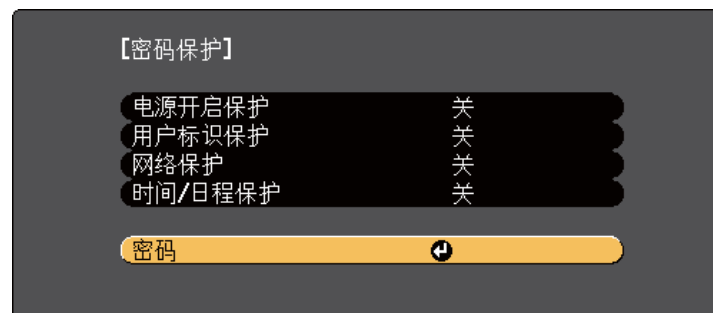 [密码保护]
电源开启保护 关
用户标识保护 关
网络保护 关
时间/日程保护 关
密码